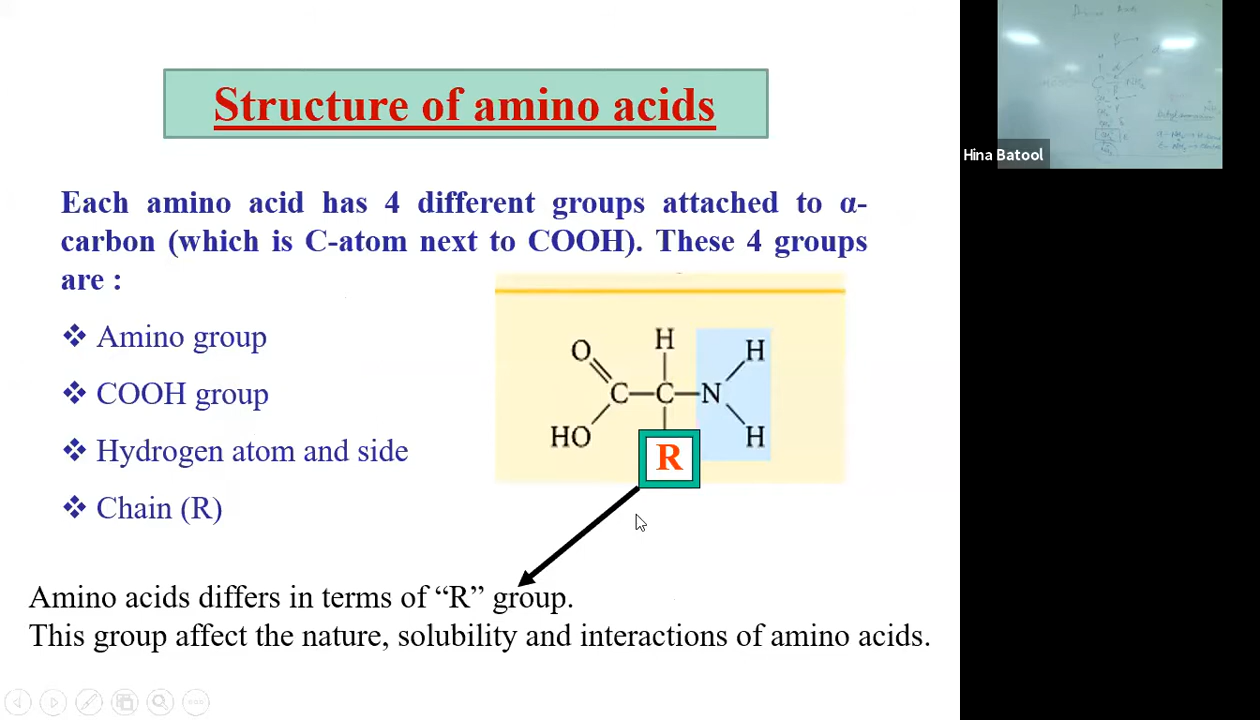 Structure of amino acids
Each amino acid has 4 different groups attached to α-
carbon (which is C-atom next to COOH). These 4 groups
are :
❖ Amino group
❖ COOH group
❖ Hydrogen atom and side
❖ Chain (R)
O H H
C C N
HO R H
Amino acids differs in terms of “R” group.
This group affect the nature, solubility and interactions of amino acids.
Hina Batool